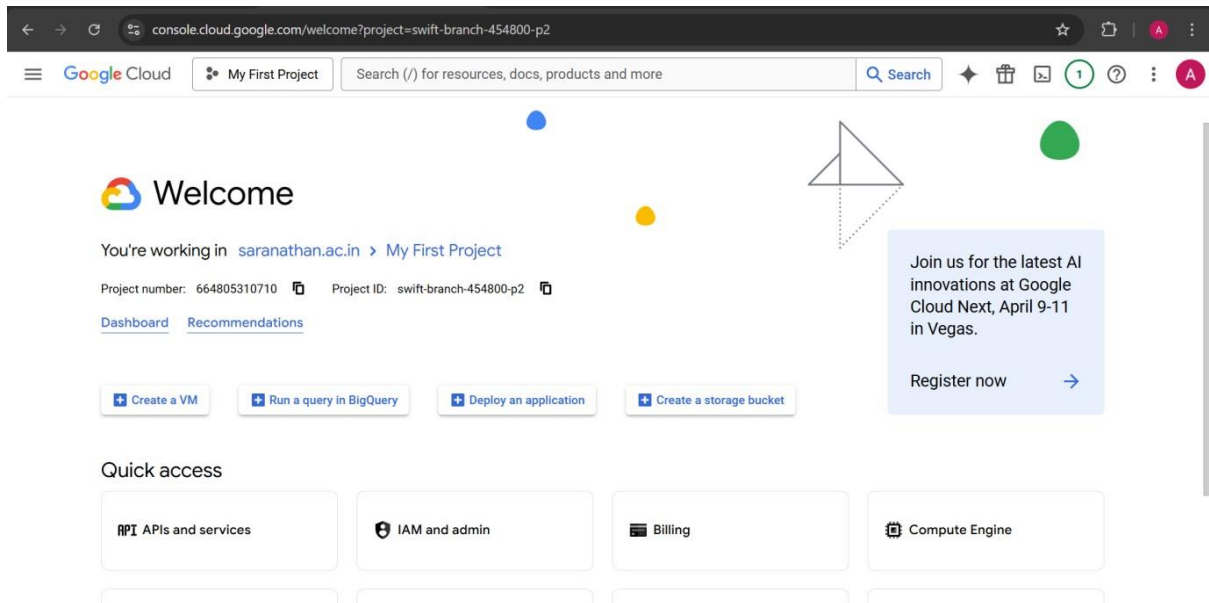 console.cloud.google.com/welcome?project=swift-branch-454800-p2
A
Google Cloud
My First Project
Search (/) for resources, docs, products and more
Search
1
A
Welcome
You're working in saranathan.ac.in > My First Project
Project number: 664805310710 Project ID: swift-branch-454800-p2
Dashboard Recommendations
Join us for the latest AI
innovations at Google
Cloud Next, April 9-11
in Vegas.
Register now
Create a VM
Run a query in BigQuery
Deploy an application
Create a storage bucket
Quick access
API APIs and services
IAM and admin
Billing
Compute Engine